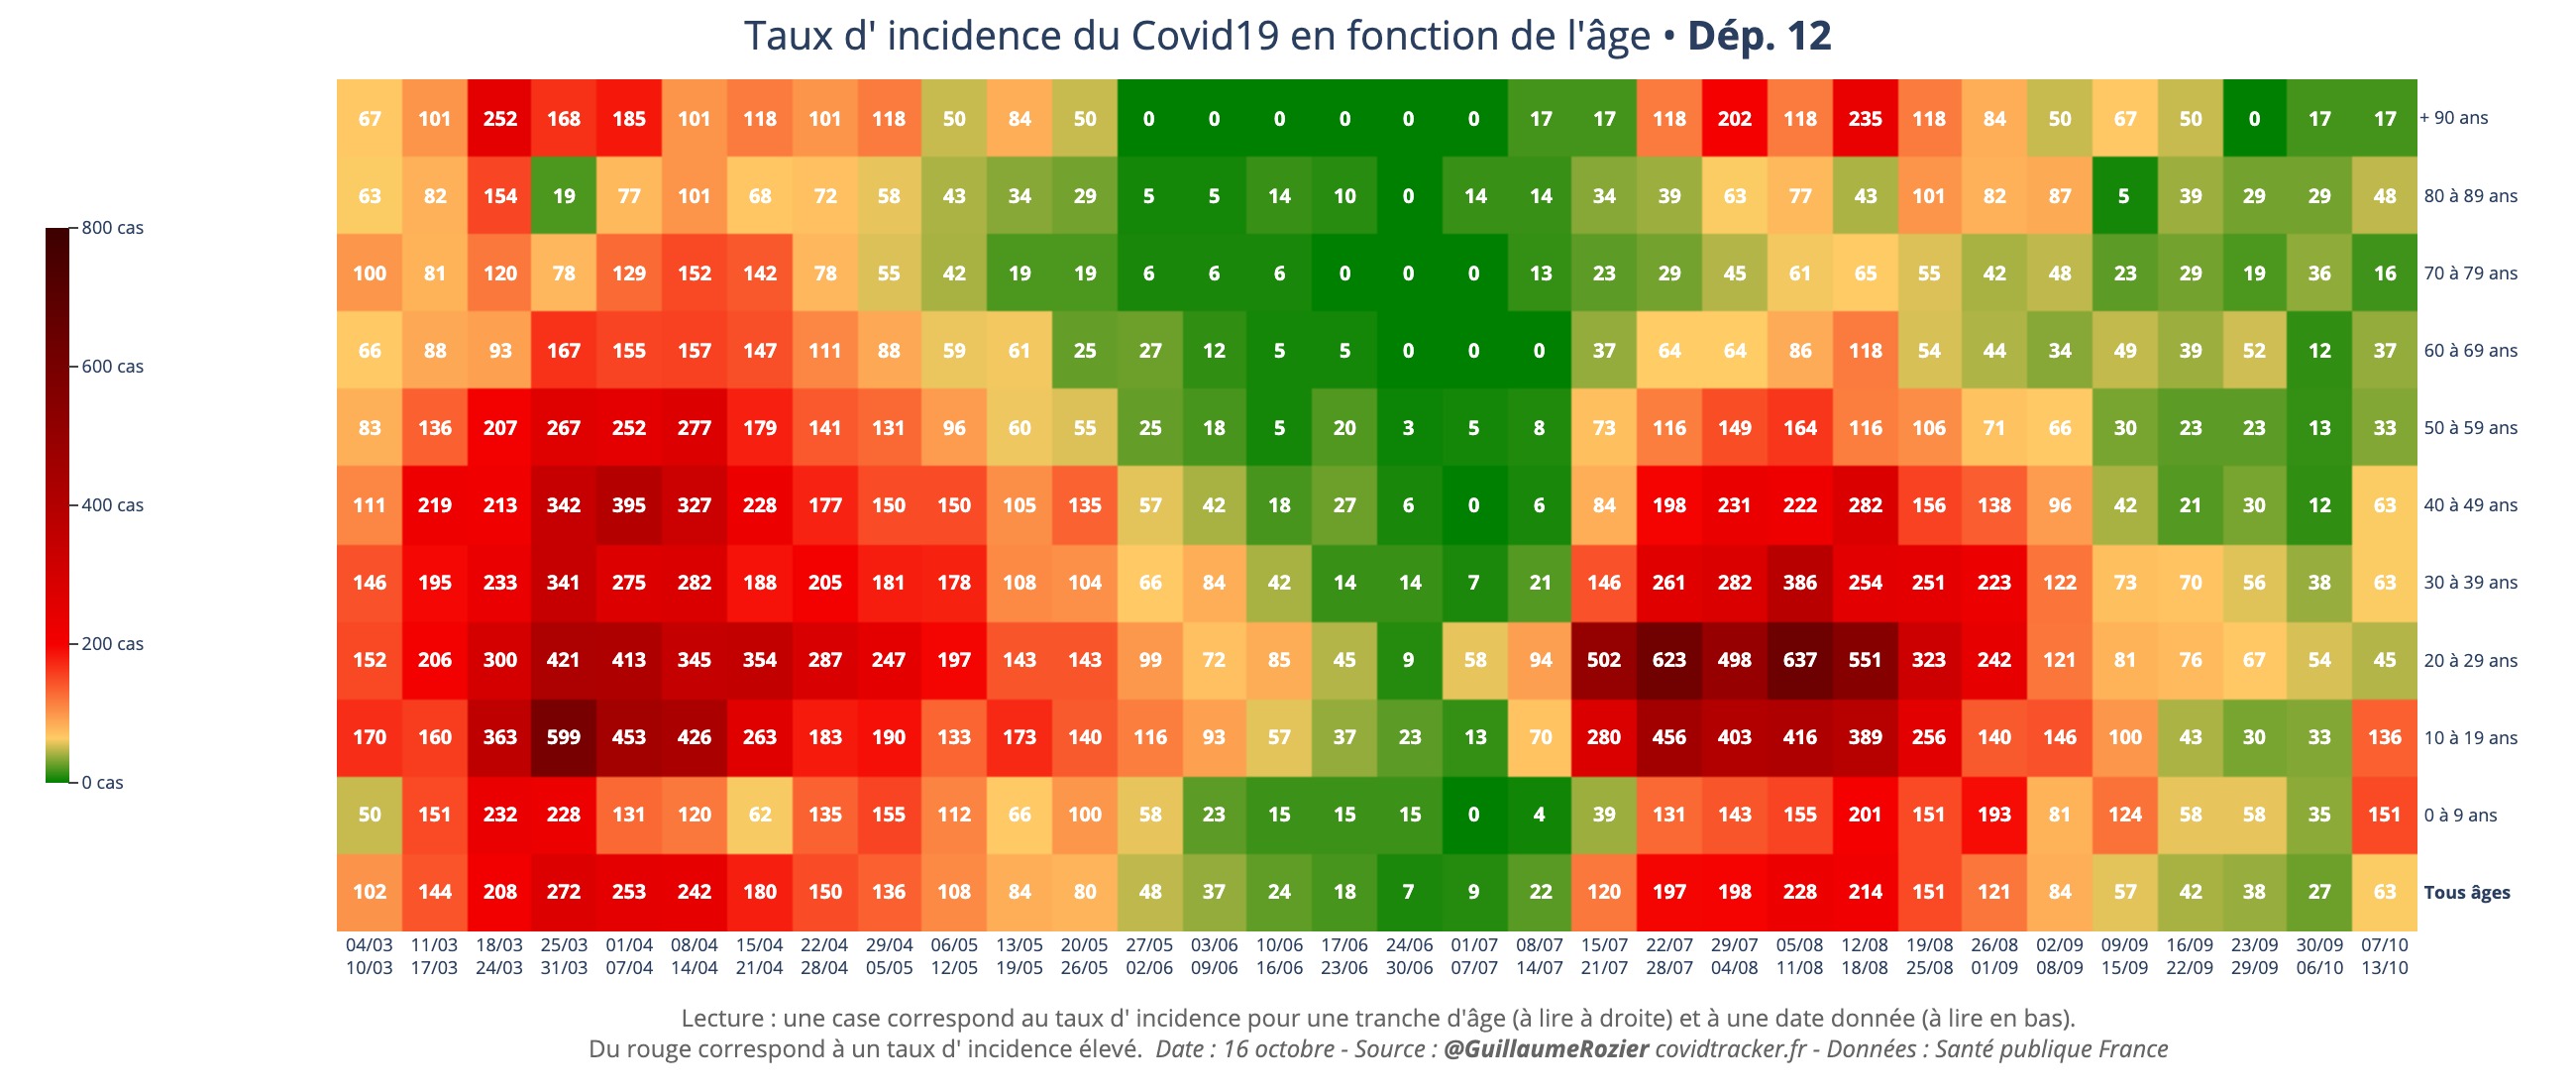 Taux d' incidence du Covid19 en fonction de l'âge • Dép. 12
67 101 252 168 185 101 118 101 118 50 84 50 0 0 0 0 0 0 17 17 118 202 118 235 118 84 50 67 50 0 17 17 + 90 ans
63 82 154 19 77 101 68 72 58 43 34 29 5 5 14 10 0 14 14 34 39 63 77 43 101 82 87 5 39 29 29 48 80 à 89 ans
800 cas
100 81 120 78 129 152 142 78 55 42 19 19 6 6 6 0 0 0 13 23 29 45 61 65 55 42 48 23 29 19 36 16 70 à 79 ans
66 88 93 167 155 157 147 111 88 59 61 25 27 12 5 5 0 0 0 37 64 64 86 118 54 44 34 49 39 52 12 37 60 à 69 ans
600 cas
83 136 207 267 252 277 179 141 131 96 60 55 25 18 5 20 3 5 8 73 116 149 164 116 106 71 66 30 23 23 13 33 50 à 59 ans
400 cas
111 219 213 342 395 327 228 177 150 150 105 135 57 42 18 27 6 0 6 84 198 231 222 282 156 138 96 42 21 30 12 63 40 à 49 ans
146 195 233 341 275 282 188 205 181 178 108 104 66 84 42 14 14 7 21 146 261 282 386 254 251 223 122 73 70 56 38 63 30 à 39 ans
200 cas
152 206 300 421 413 345 354 287 247 197 143 143 99 72 85 45 9 58 94 502 623 498 637 551 323 242 121 81 76 67 54 45 20 à 29 ans
170 160 363 599 453 426 263 183 190 133 173 140 116 93 57 37 23 13 70 280 456 403 416 389 256 140 146 100 43 30 33 136 10 à 19 ans
0 cas
50 151 232 228 131 120 62 135 155 112 66 100 58 23 15 15 15 0 4 39 131 143 155 201 151 193 81 124 58 58 35 151 0 à 9 ans
102 144 208 272 253 242 180 150 136 108 84 80 48 37 24 18 7 9 22 120 197 198 228 214 151 121 84 57 42 38 27 63 Tous âges
04/03 11/03 18/03 25/03 01/04 08/04 15/04 22/04 29/04 06/05 13/05 20/05 27/05 03/06 10/06 17/06 24/06 01/07 08/07 15/07 22/07 29/07 05/08 12/08 19/08 26/08 02/09 09/09 16/09 23/09 30/09 07/10
10/03 17/03 24/03 31/03 07/04 14/04 21/04 28/04 05/05 12/05 19/05 26/05 02/06 09/06 16/06 23/06 30/06 07/07 14/07 21/07 28/07 04/08 11/08 18/08 25/08 01/09 08/09 15/09 22/09 29/09 06/10 13/10
Lecture : une case correspond au taux d' incidence pour une tranche d'âge (à lire à droite) et à une date donnée (à lire en bas).
Du rouge correspond à un taux d' incidence élevé. Date : 16 octobre - Source : @GuillaumeRozier covidtracker.fr - Données : Santé publique France